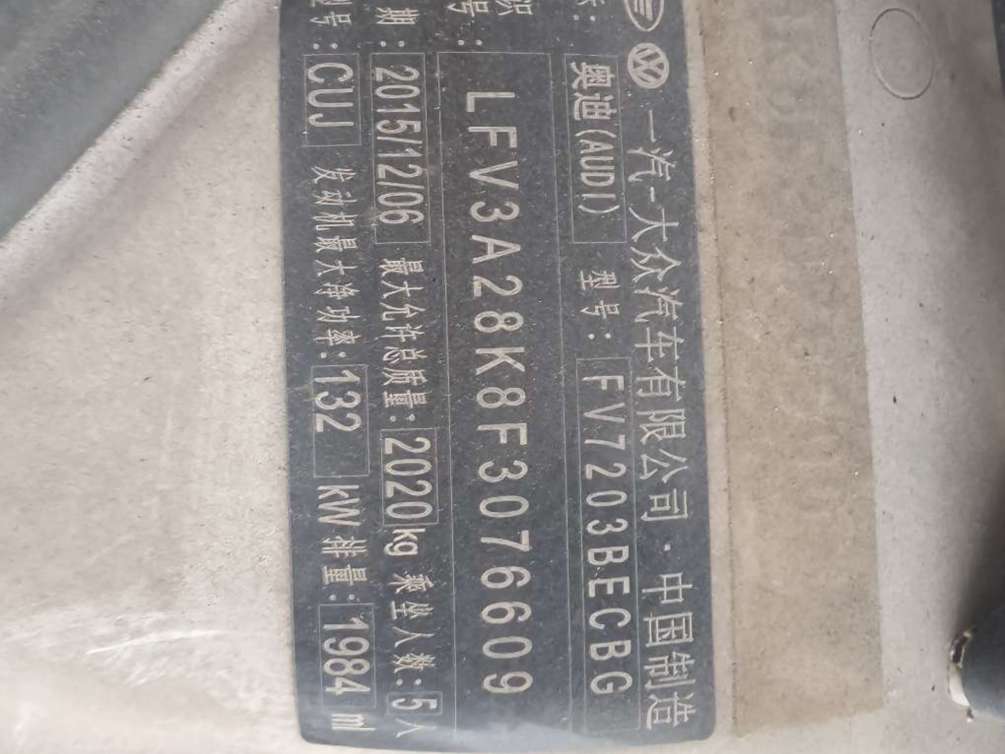 一汽-大众汽车有限公司 · 中国制造
奥迪(AUDI) 型号: FV7203BECBG
号: LFV3A28K8F3076609
期: 2015/12/06 最大允许总质量: 2020kg 乘坐人数: 5人
型号: CUJ 发动机最大净功率: 132 kW 排量: 1984 ml